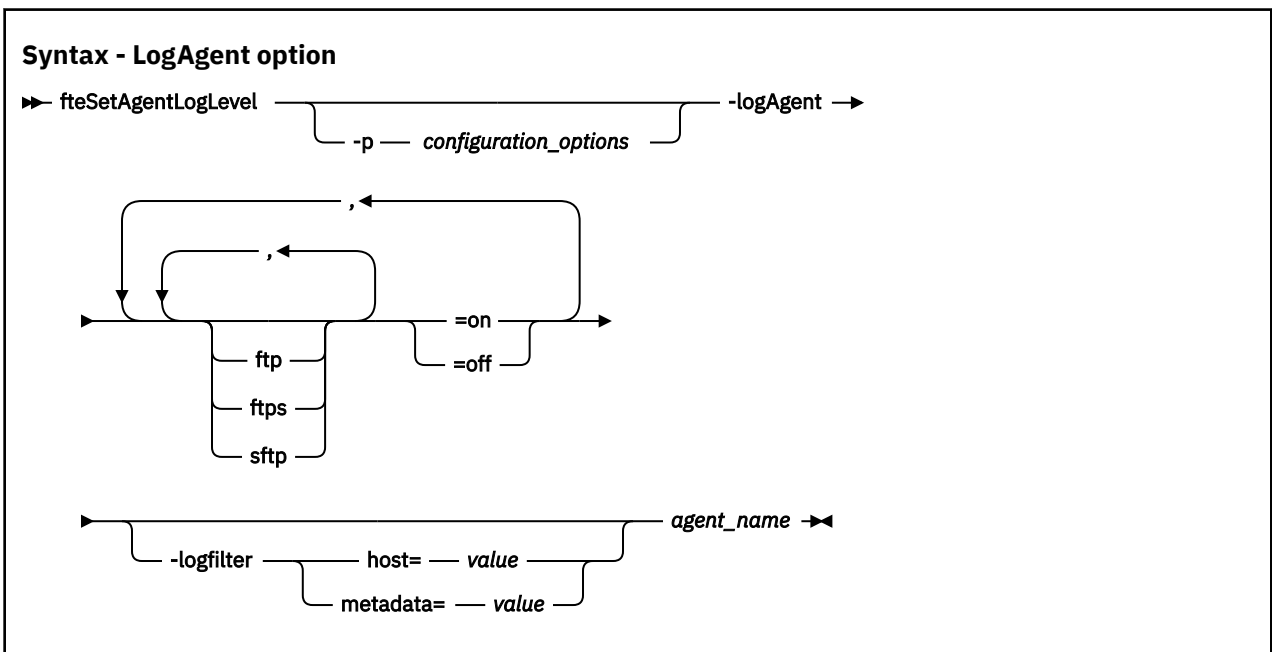 Syntax - LogAgent option
fteSetAgentLogLevel -logAgent
-p configuration_options
,
,
=on
ftp =off
ftps
sftp
agent_name
-logfilter host= value
metadata= value